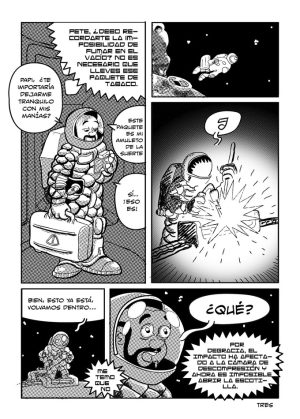 PETE, ¿DEBO RE-
CORDARTE LA IM-
POSIBILIDAD DE
FUMAR EN EL
VACÍO? NO ES
NECESARIO QUE
LLEVES ESE
PAQUETE DE
TABACO.
PAPI, ¿TE
IMPORTARÍA
DEJARME
TRANQUILO
CON MIS
MANÍAS?
ESTE
PAQUETE
ES MI
AMULETO
DE LA
SUERTE
SÍ...
¡ESO ES!
BIEN, ESTO YA ESTÁ,
VOLVAMOS DENTRO...
ME
TEMO
QUE
NO
¿QUÉ?
POR
DESGRACIA, EL
IMPACTO HA AFECTA-
DO A LA CÁMARA DE
DESCOMPRESIÓN Y
AHORA ES IMPOSIBLE
ABRIR LA ESCOTI-
LLA.
TRES